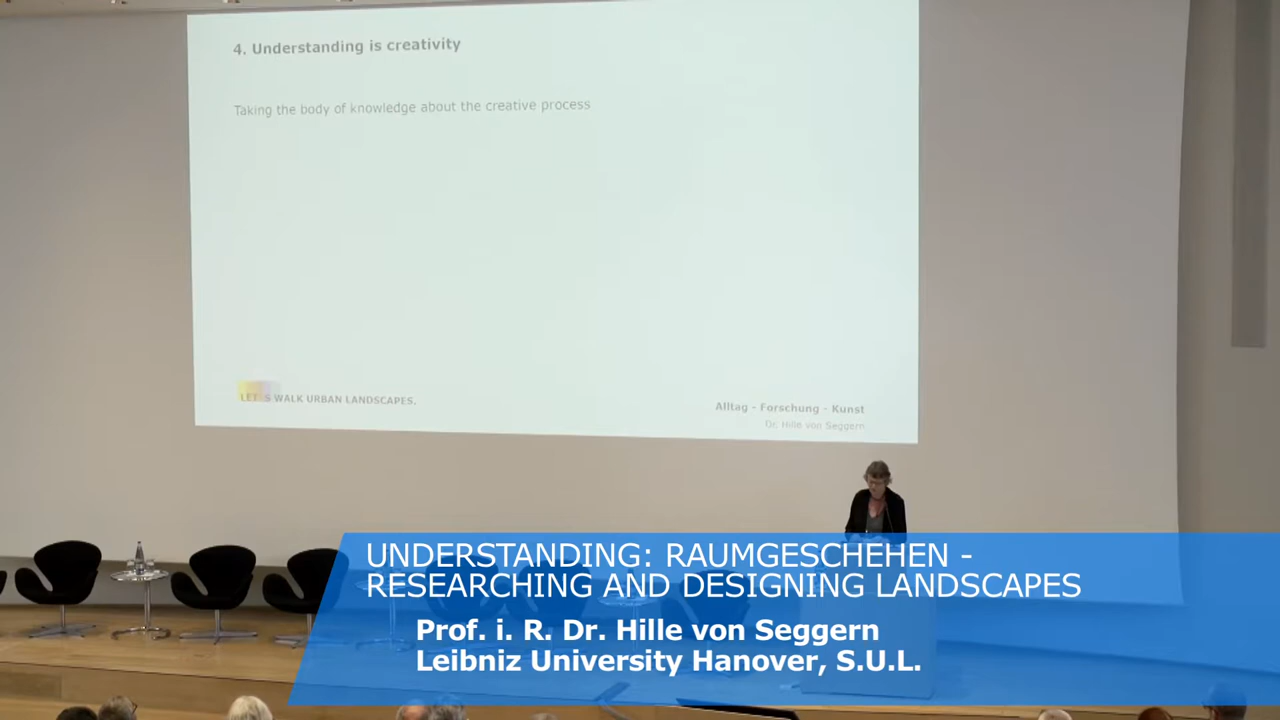 4. Understanding is creativity
Taking the body of knowledge about the creative process
LET'S WALK URBAN LANDSCAPES.
Alltag - Forschung - Kunst
Dr. Hille von Seggern
UNDERSTANDING: RAUMGESCHEHEN -
RESEARCHING AND DESIGNING LANDSCAPES
Prof. i. R. Dr. Hille von Seggern
Leibniz University Hanover, S.U.L.